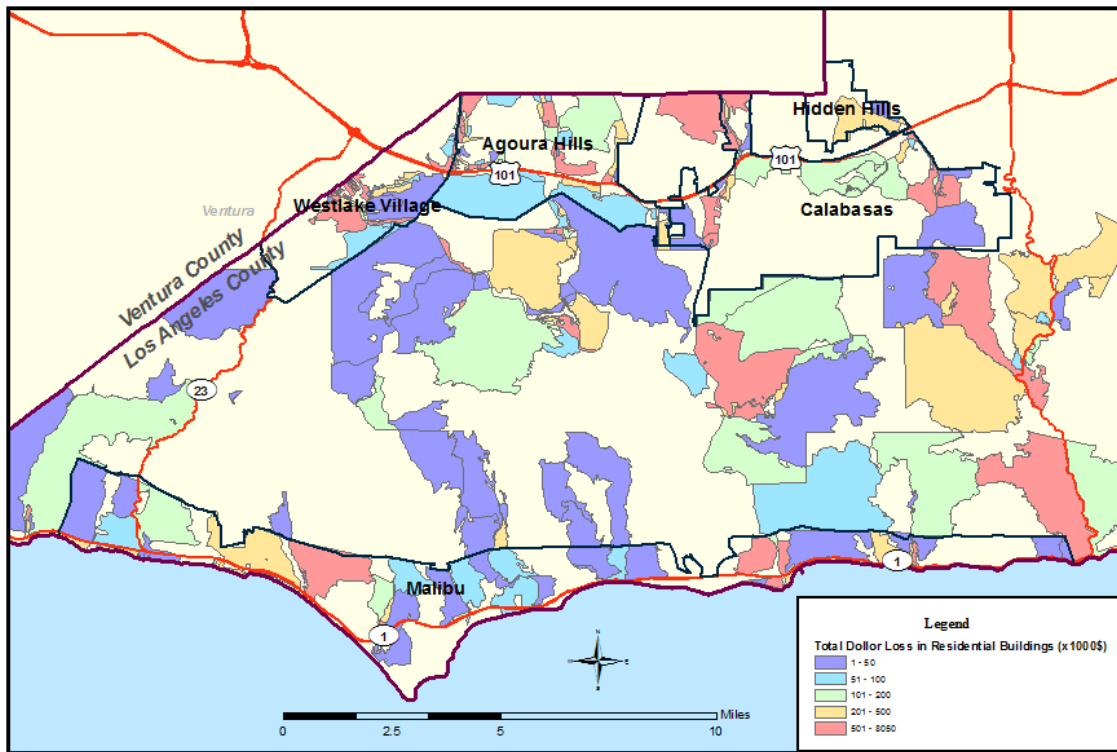 Hidden Hills
Agoura Hills
101
101
Westlake Village
Calabasas
Ventura
Ventura County
Los Angeles County
23
Malibu
1
1
N
E
S
Miles
0 2.5 5 10
Legend
Total Dollor Loss in Residential Buildings (x1000$)
1 - 50
51 - 100
101 - 200
201 - 500
501 - 8050